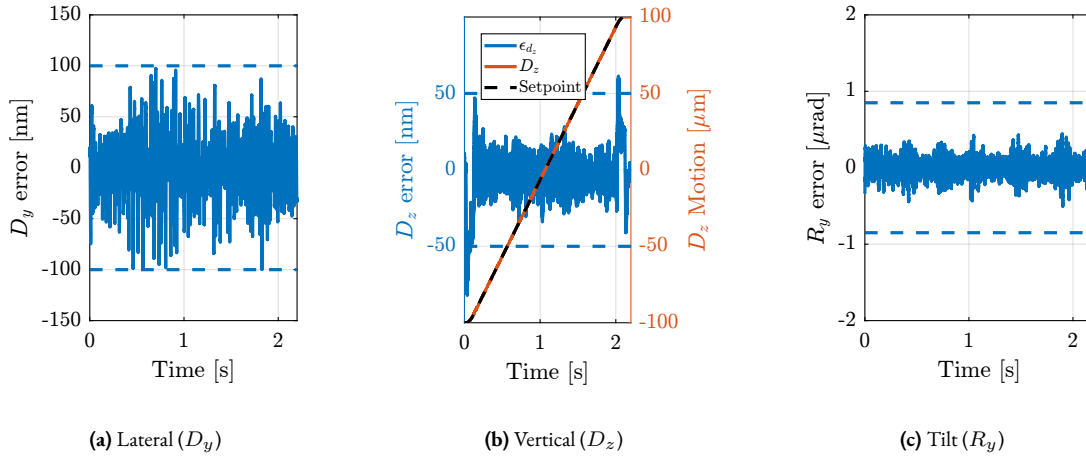 150
100
50
0
-50
-100
-150
D_y error [nm]
0 1 2
Time [s]
(a) Lateral (D_y)
ϵ_{d_z}
D_z
Setpoint
50
0
-50
D_z error [nm]
100
50
0
-50
-100
D_z Motion [μm]
0 1 2
Time [s]
(b) Vertical (D_z)
2
1
0
-1
-2
R_y error [μrad]
0 1 2
Time [s]
(c) Tilt (R_y)